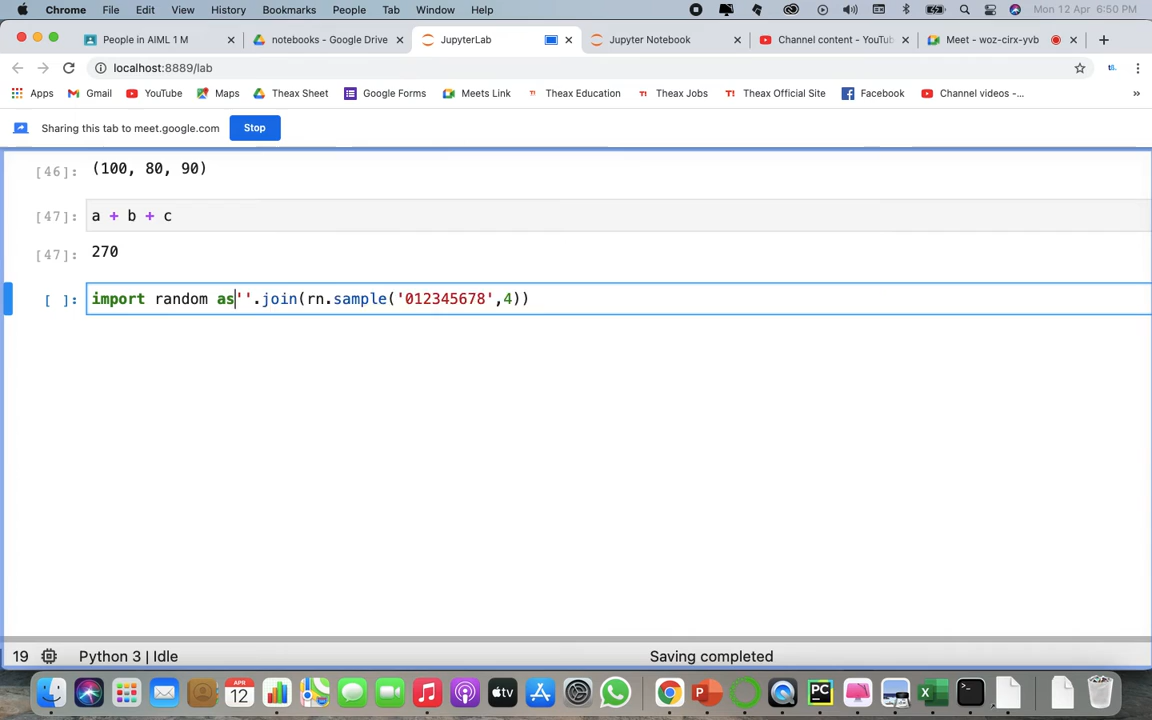 Chrome File Edit View History Bookmarks People Tab Window Help Mon 12 Apr 6:50 PM
People in AIML 1 M notebooks - Google Drive JupyterLab Jupyter Notebook Channel content - YouTub Meet - woz-cirx-yvb
localhost:8889/lab
Apps Gmail YouTube Maps Theax Sheet Google Forms Meets Link Theax Education Theax Jobs Theax Official Site Facebook Channel videos -... »
Sharing this tab to meet.google.com Stop
[46]: (100, 80, 90)
[47]: a + b + c
[47]: 270
[ ]: import random as''.join(rn.sample('012345678',4))
19 Python 3 | Idle Saving completed